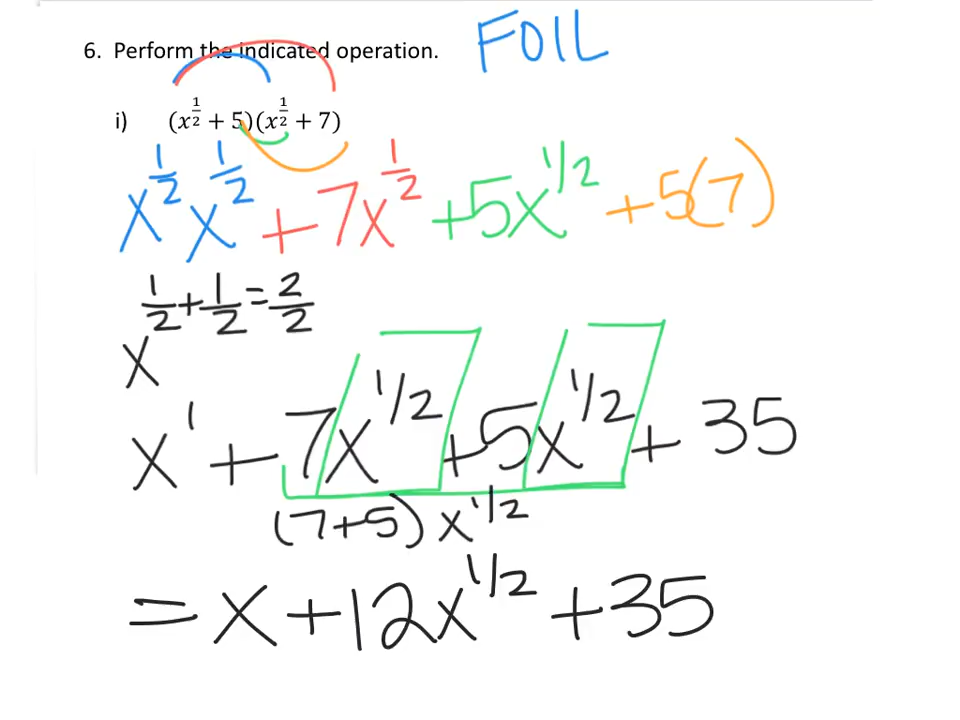 6. Perform the indicated operation. FOIL
i) (x^{1/2} + 5)(x^{1/2} + 7)
x^{1/2} x^{1/2} + 7x^{1/2} + 5x^{1/2} + 5(7)
x^{1/2 + 1/2 = 2/2}
x^1 + 7x^{1/2} + 5x^{1/2} + 35
(7+5) x^{1/2}
= x + 12x^{1/2} + 35